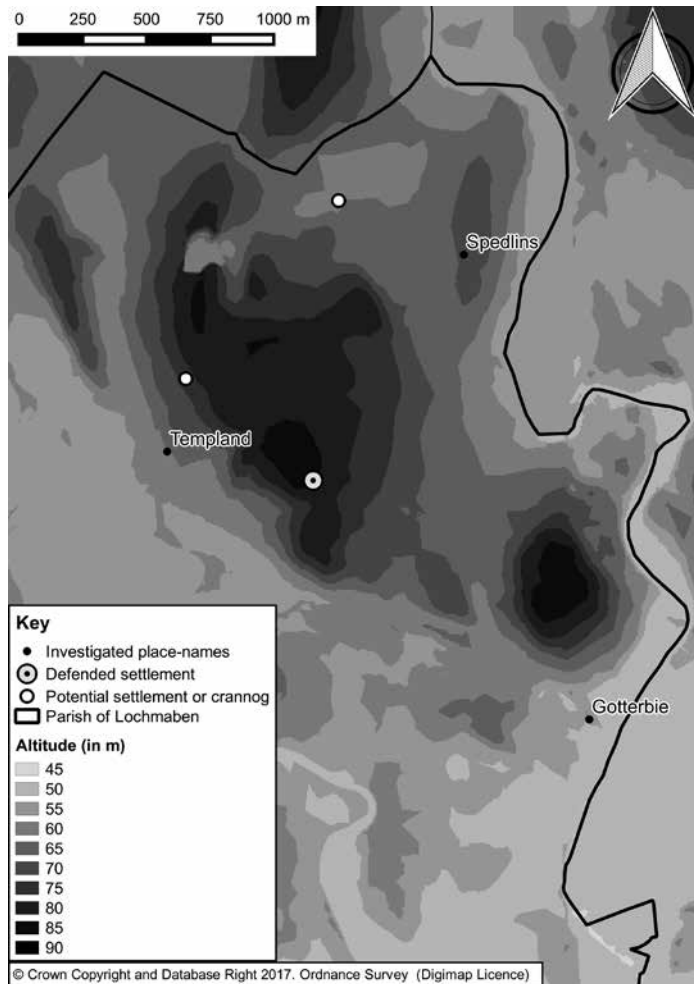 0 250 500 750 1000 m
Spedlins
Templand
Gotterbie
Key
Investigated place-names
Defended settlement
Potential settlement or crannog
Parish of Lochmaben
Altitude (in m)
45
50
55
60
65
70
75
80
85
90
© Crown Copyright and Database Right 2017. Ordnance Survey (Digimap Licence)